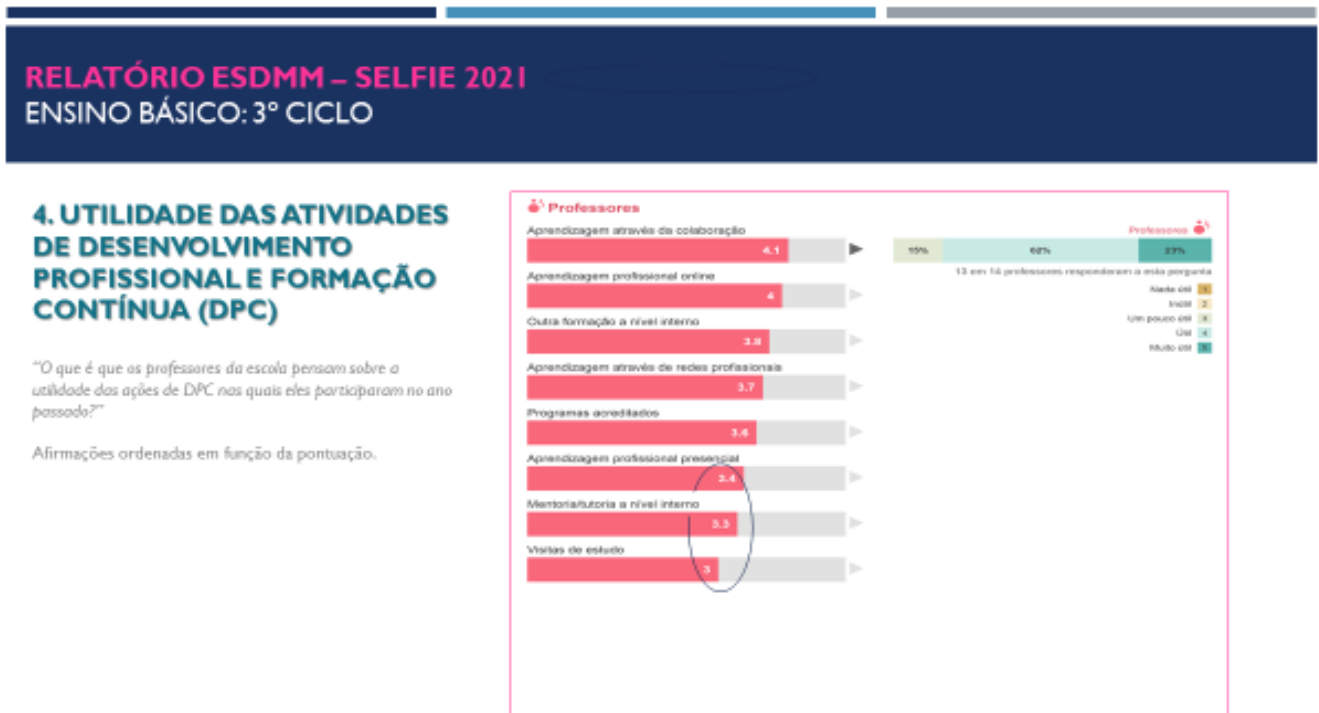 RELATÓRIO ESDMM – SELFIE 2021
ENSINO BÁSICO: 3º CICLO
4. UTILIDADE DAS ATIVIDADES
DE DESENVOLVIMENTO
PROFISSIONAL E FORMAÇÃO
CONTÍNUA (DPC)
"O que é que os professores da escola pensam sobre a
utilidade das ações de DPC nas quais eles participaram no ano
passado?"
Afirmações ordenadas em função da pontuação.
Professores
Aprendizagem através da colaboração
4.1
Aprendizagem profissional online
4
Outra formação a nível interno
3.8
Aprendizagem através de redes profissionais
3.7
Programas acreditados
3.6
Aprendizagem profissional presencial
3.4
Mentoria/tutoria a nível interno
3.3
Visitas de estudo
3
Professores
15% 62% 23%
13 em 14 professores responderam a esta pergunta
Nada útil 1
Inútil 2
Um pouco útil 3
Útil 4
Muito útil 5